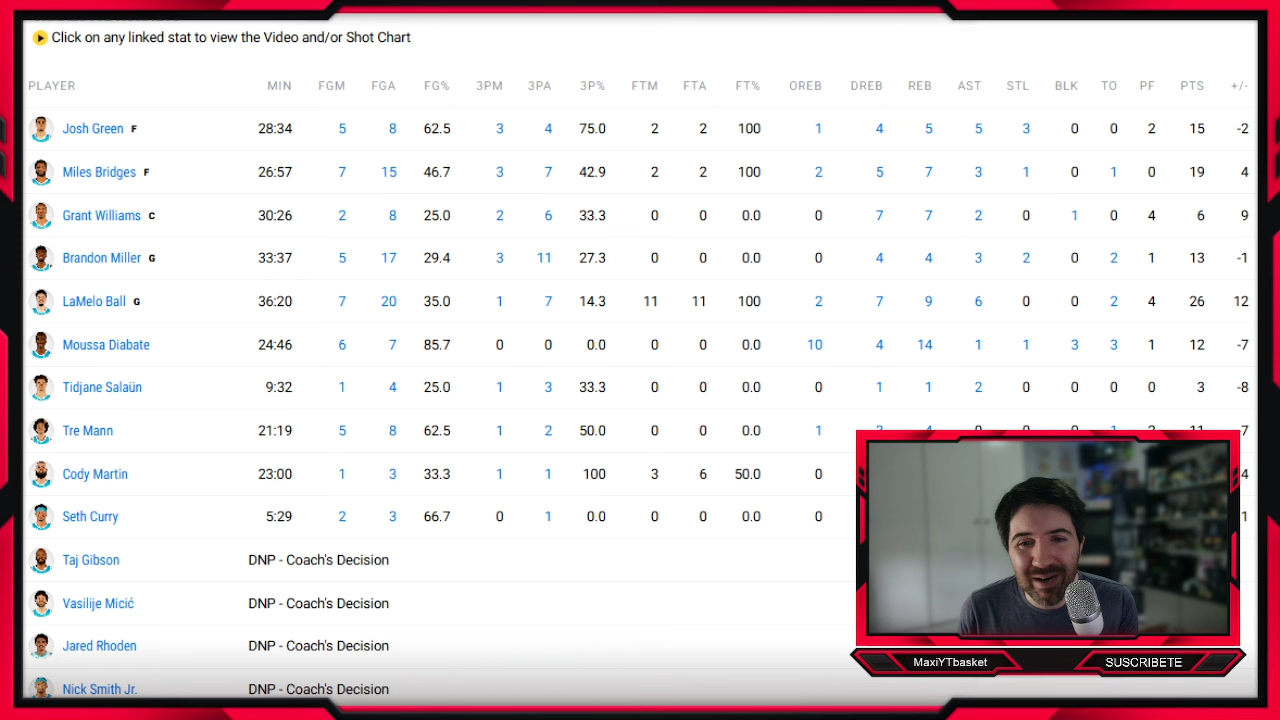 Click on any linked stat to view the Video and/or Shot Chart
PLAYER MIN FGM FGA FG% 3PM 3PA 3P% FTM FTA FT% OREB DREB REB AST STL BLK TO PF PTS +/-
Josh Green F 28:34 5 8 62.5 3 4 75.0 2 2 100 1 4 5 5 3 0 0 2 15 -2
Miles Bridges F 26:57 7 15 46.7 3 7 42.9 2 2 100 2 5 7 3 1 0 1 0 19 4
Grant Williams C 30:26 2 8 25.0 2 6 33.3 0 0 0.0 0 7 7 2 0 1 0 4 6 9
Brandon Miller G 33:37 5 17 29.4 3 11 27.3 0 0 0.0 0 4 4 3 2 0 2 1 13 -1
LaMelo Ball G 36:20 7 20 35.0 1 7 14.3 11 11 100 2 7 9 6 0 0 2 4 26 12
Moussa Diabate 24:46 6 7 85.7 0 0 0.0 0 0 0.0 10 4 14 1 1 3 3 1 12 -7
Tidjane Salaün 9:32 1 4 25.0 1 3 33.3 0 0 0.0 0 1 1 2 0 0 0 0 3 -8
Tre Mann 21:19 5 8 62.5 1 2 50.0 0 0 0.0 1
Cody Martin 23:00 1 3 33.3 1 1 100 3 6 50.0 0
Seth Curry 5:29 2 3 66.7 0 1 0.0 0 0 0.0 0
Taj Gibson DNP - Coach's Decision
Vasilije Micić DNP - Coach's Decision
Jared Rhoden DNP - Coach's Decision
MaxiYTbasket SUSCRIBETE
Nick Smith Jr. DNP - Coach's Decision